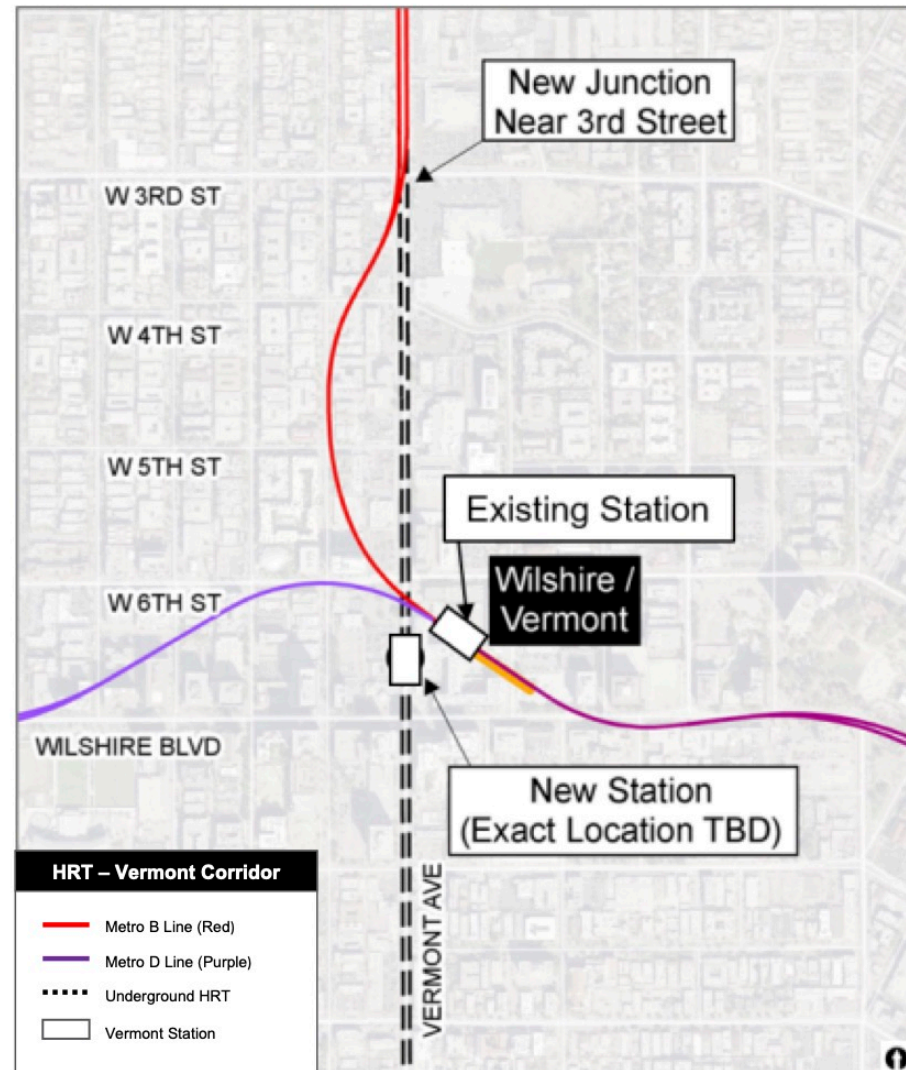 New Junction
Near 3rd Street
W 3RD ST
W 4TH ST
W 5TH ST
Existing Station
W 6TH ST
Wilshire /
Vermont
WILSHIRE BLVD
New Station
(Exact Location TBD)
VERMONT AVE
HRT – Vermont Corridor
Metro B Line (Red)
Metro D Line (Purple)
Underground HRT
Vermont Station